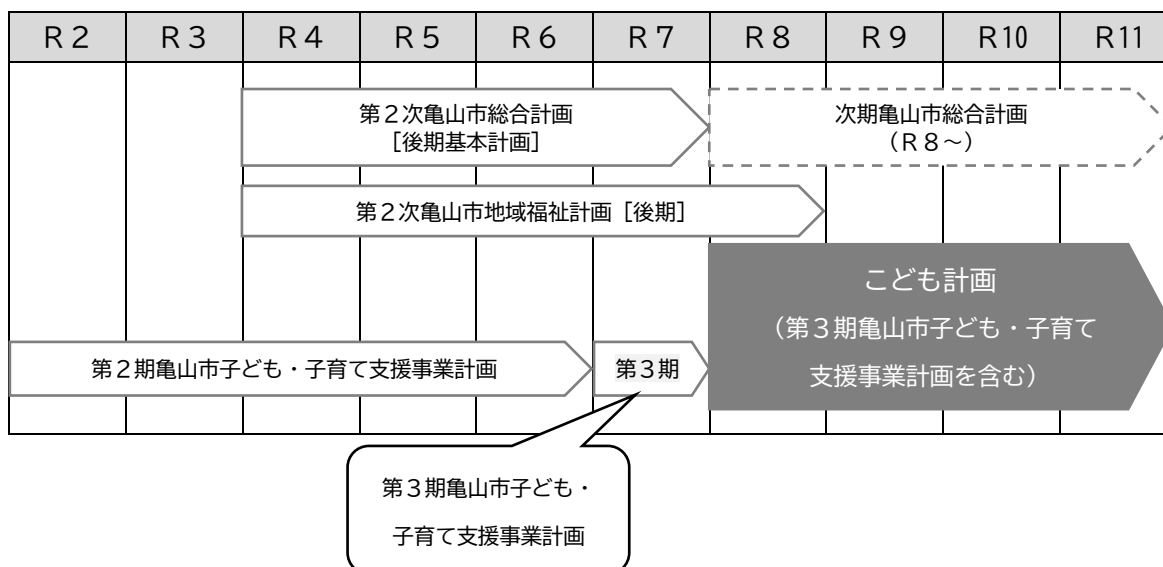 R2 R3 R4 R5 R6 R7 R8 R9 R10 R11
第2次亀山市総合計画
[後期基本計画]
次期亀山市総合計画
(R8~)
第2次亀山市地域福祉計画[後期]
こども計画
(第3期亀山市子ども・子育て
支援事業計画を含む)
第2期亀山市子ども・子育て支援事業計画
第3期
第3期亀山市子ども・
子育て支援事業計画